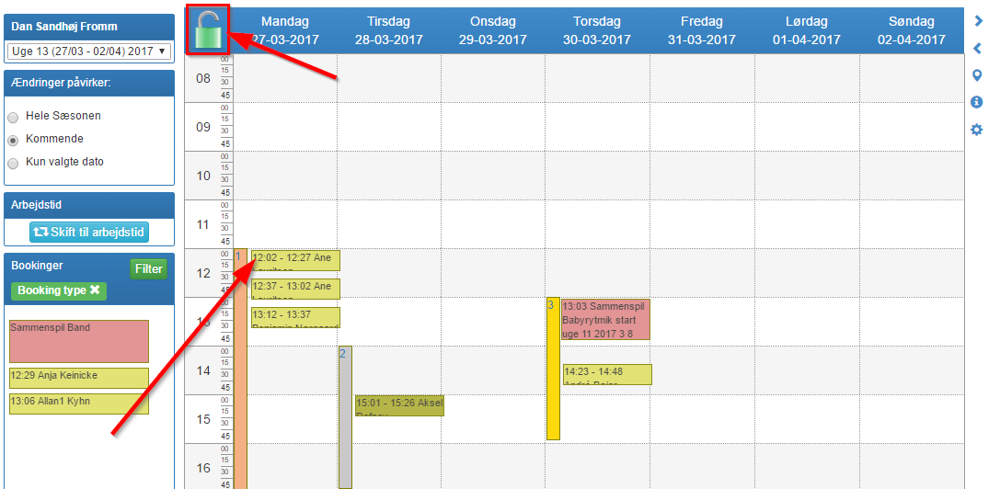 Dan Sandhøj Fromm
Uge 13 (27/03 - 02/04) 2017
Ændringer påvirker:
Hele Sæsonen
Kommende
Kun valgte dato
Arbejdstid
Skift til arbejdstid
Bookinger
Filter
Booking type ✖
Sammenspil Band
12:29 Anja Keinicke
13:06 Allan1 Kyhn
Mandag
27-03-2017
Tirsdag
28-03-2017
Onsdag
29-03-2017
Torsdag
30-03-2017
Fredag
31-03-2017
Lørdag
01-04-2017
Søndag
02-04-2017
08
00
15
30
45
09
00
15
30
45
10
00
15
30
45
11
00
15
30
45
12
00
15
30
45
13
00
15
30
45
14
00
15
30
45
15
00
15
30
45
16
00
15
30
45
1
12:02 - 12:27 Ane
12:37 - 13:02 Ane
13:12 - 13:37
2
15:01 - 15:26 Aksel
3
13:03 Sammenspil
Babyrytmik start
uge 11 2017 3 8
14:23 - 14:48